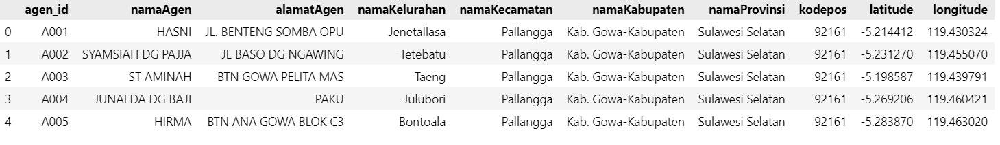 agen_id namaAgen alamatAgen namaKelurahan namaKecamatan namaKabupaten namaProvinsi kodepos latitude longitude
0 A001 HASNI JL. BENTENG SOMBA OPU Jenetallasa Pallangga Kab. Gowa-Kabupaten Sulawesi Selatan 92161 -5.214412 119.430324
1 A002 SYAMSIAH DG PAJJA JL BASO DG NGAWING Tetebatu Pallangga Kab. Gowa-Kabupaten Sulawesi Selatan 92161 -5.231270 119.455070
2 A003 ST AMINAH BTN GOWA PELITA MAS Taeng Pallangga Kab. Gowa-Kabupaten Sulawesi Selatan 92161 -5.198587 119.439791
3 A004 JUNAEDA DG BAJI PAKU Julubori Pallangga Kab. Gowa-Kabupaten Sulawesi Selatan 92161 -5.269206 119.460421
4 A005 HIRMA BTN ANA GOWA BLOK C3 Bontoala Pallangga Kab. Gowa-Kabupaten Sulawesi Selatan 92161 -5.283870 119.463020